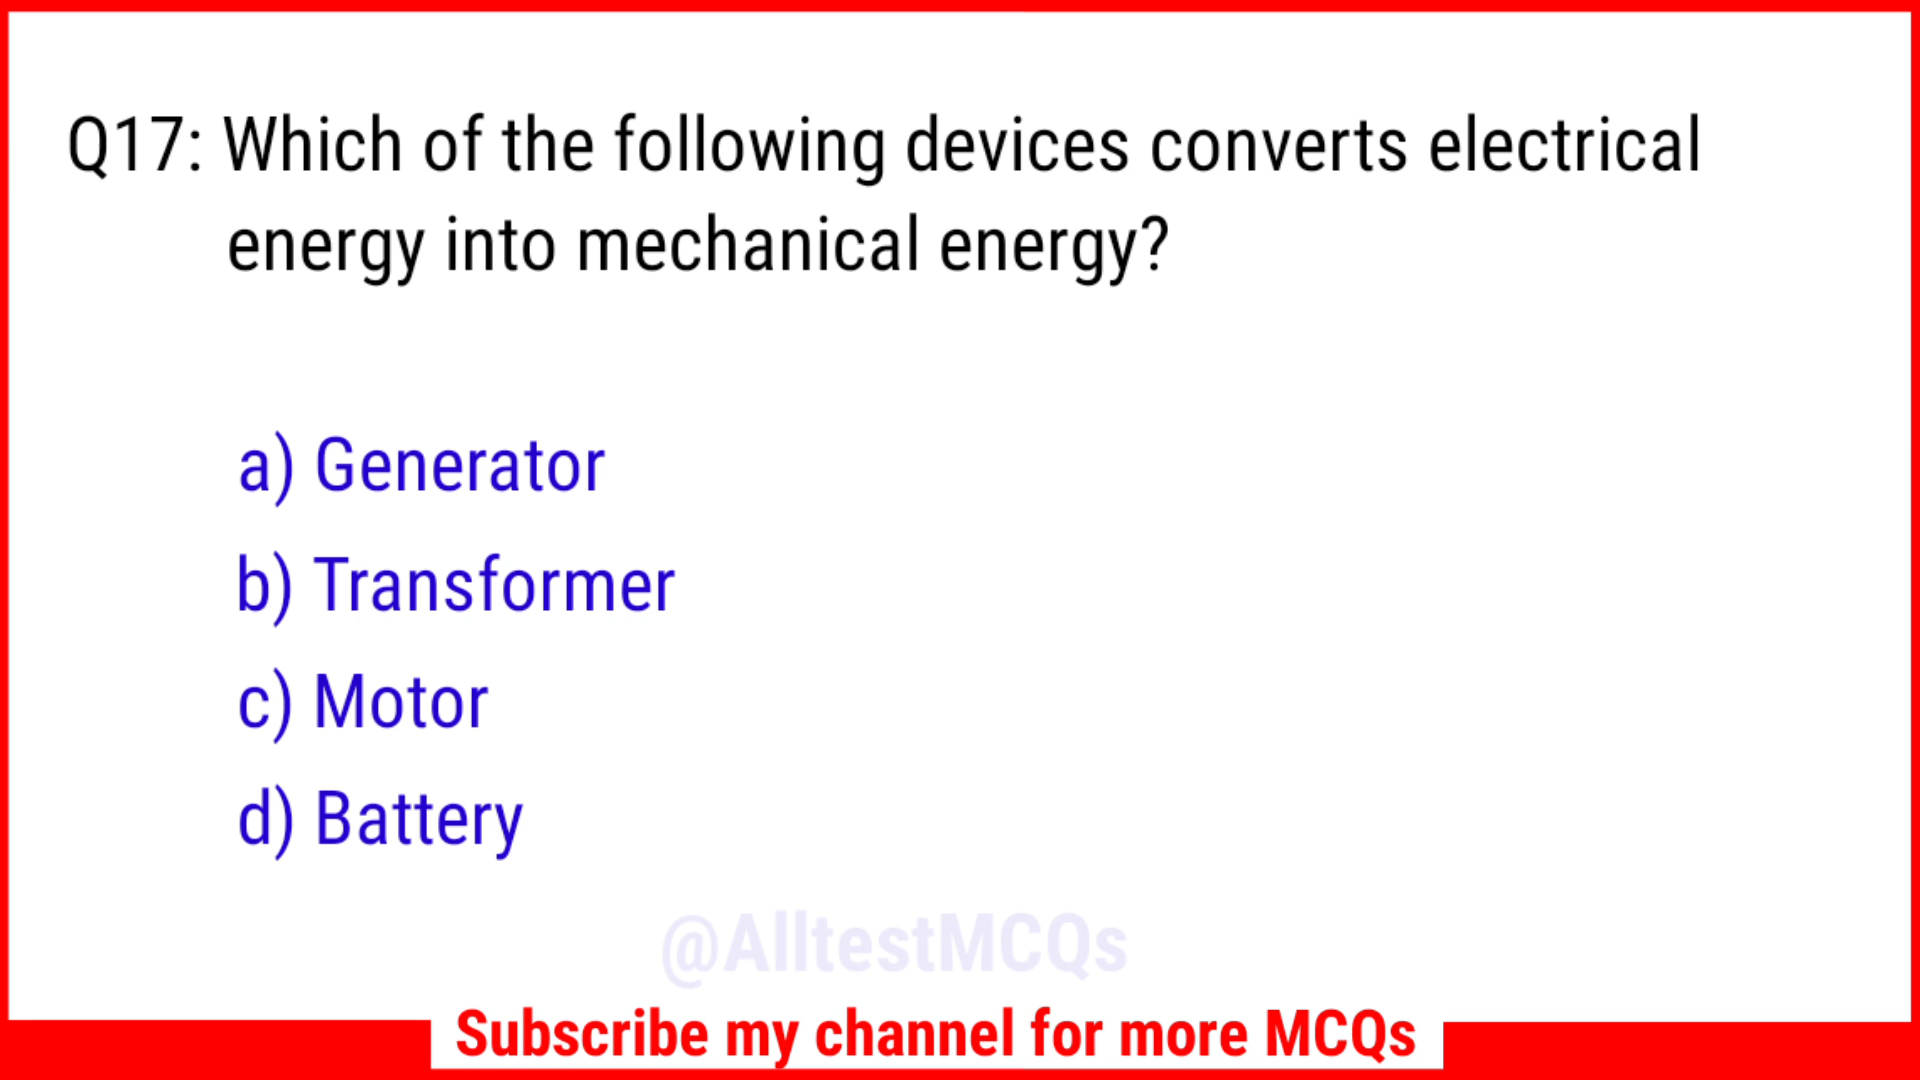 Q17: Which of the following devices converts electrical
energy into mechanical energy?
a) Generator
b) Transformer
c) Motor
d) Battery
@AlltestMCQs
Subscribe my channel for more MCQs